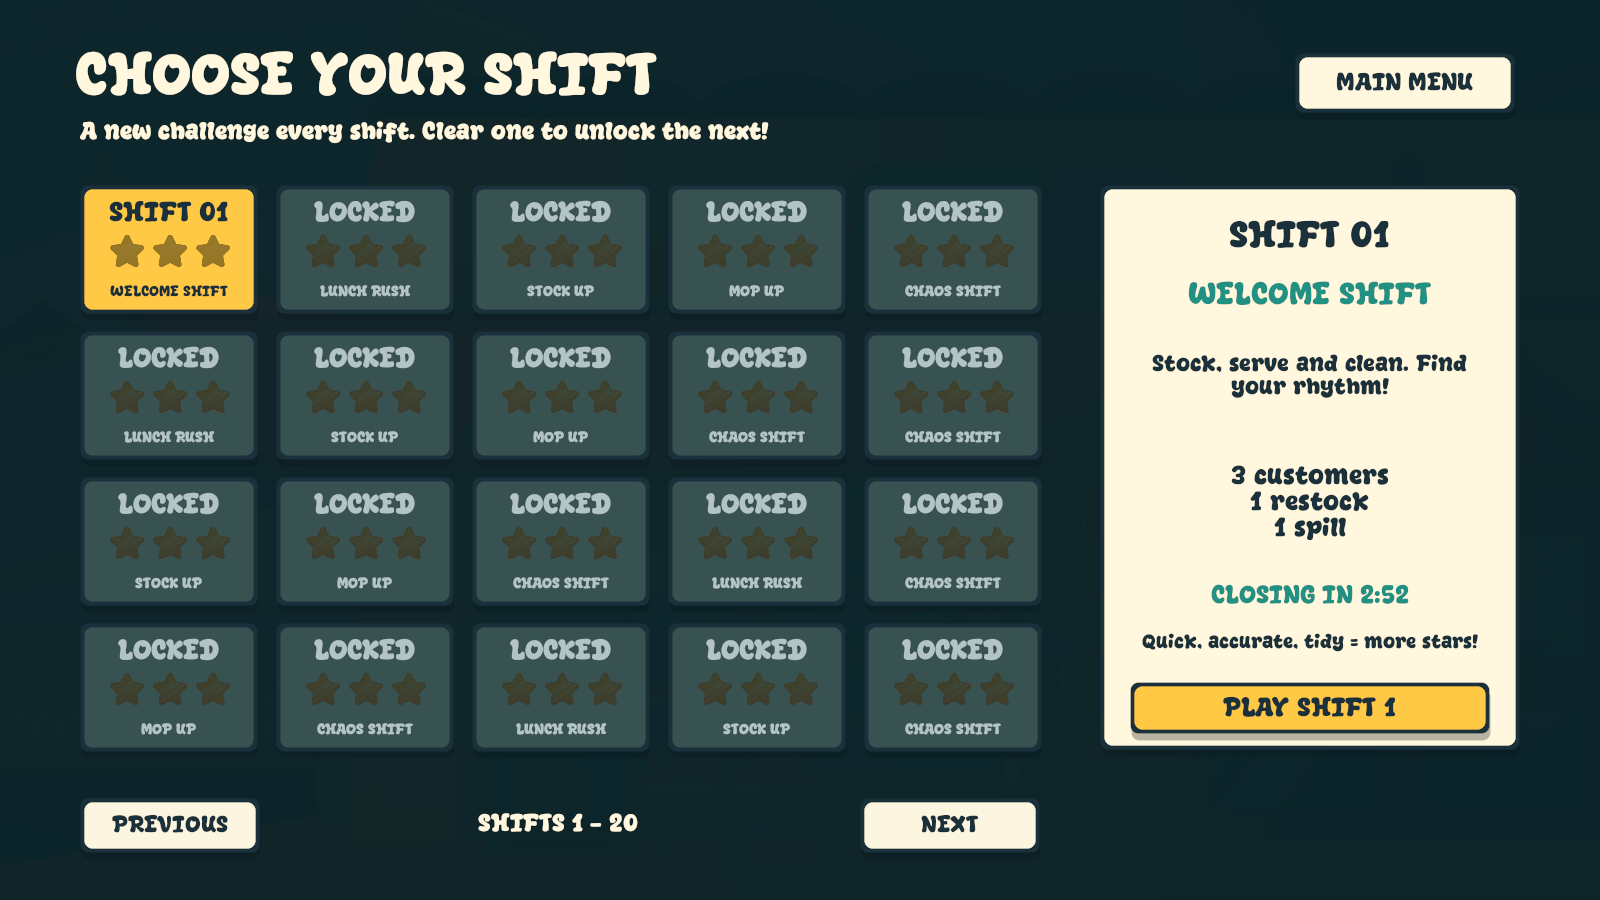 CHOOSE YOUR SHIFT
MAIN MENU
A new challenge every shift. Clear one to unlock the next!
SHIFT 01
WELCOME SHIFT
LOCKED
LUNCH RUSH
LOCKED
STOCK UP
LOCKED
MOP UP
LOCKED
CHAOS SHIFT
LOCKED
LUNCH RUSH
LOCKED
STOCK UP
LOCKED
MOP UP
LOCKED
CHAOS SHIFT
LOCKED
CHAOS SHIFT
LOCKED
STOCK UP
LOCKED
MOP UP
LOCKED
CHAOS SHIFT
LOCKED
LUNCH RUSH
LOCKED
CHAOS SHIFT
LOCKED
MOP UP
LOCKED
CHAOS SHIFT
LOCKED
LUNCH RUSH
LOCKED
STOCK UP
LOCKED
CHAOS SHIFT
SHIFT 01
WELCOME SHIFT
Stock, serve and clean. Find
your rhythm!
3 customers
1 restock
1 spill
CLOSING IN 2:52
Quick, accurate, tidy = more stars!
PLAY SHIFT 1
PREVIOUS
SHIFTS 1 - 20
NEXT